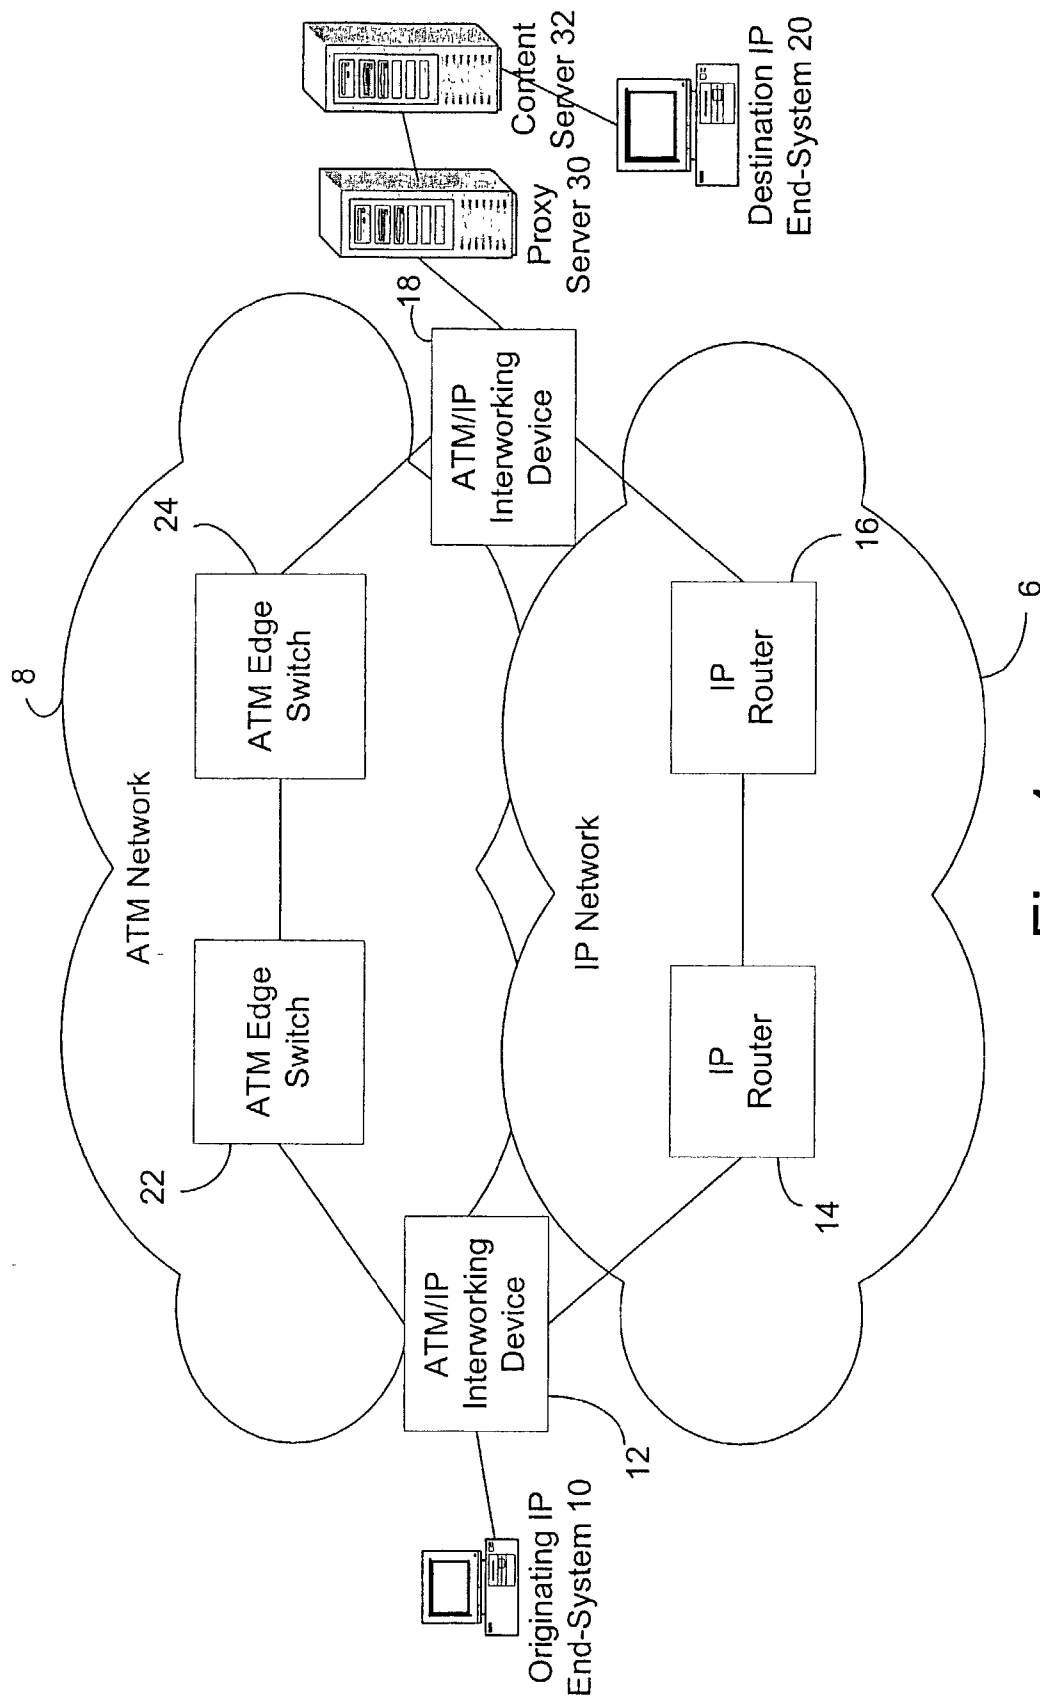 8
ATM Network
22
ATM Edge
Switch
24
ATM Edge
Switch
Originating IP
End-System 10
12
ATM/IP
Interworking
Device
18
ATM/IP
Interworking
Device
Proxy
Server 30
Content
Server 32
Destination IP
End-System 20
IP Network
14
IP
Router
16
IP
Router
6